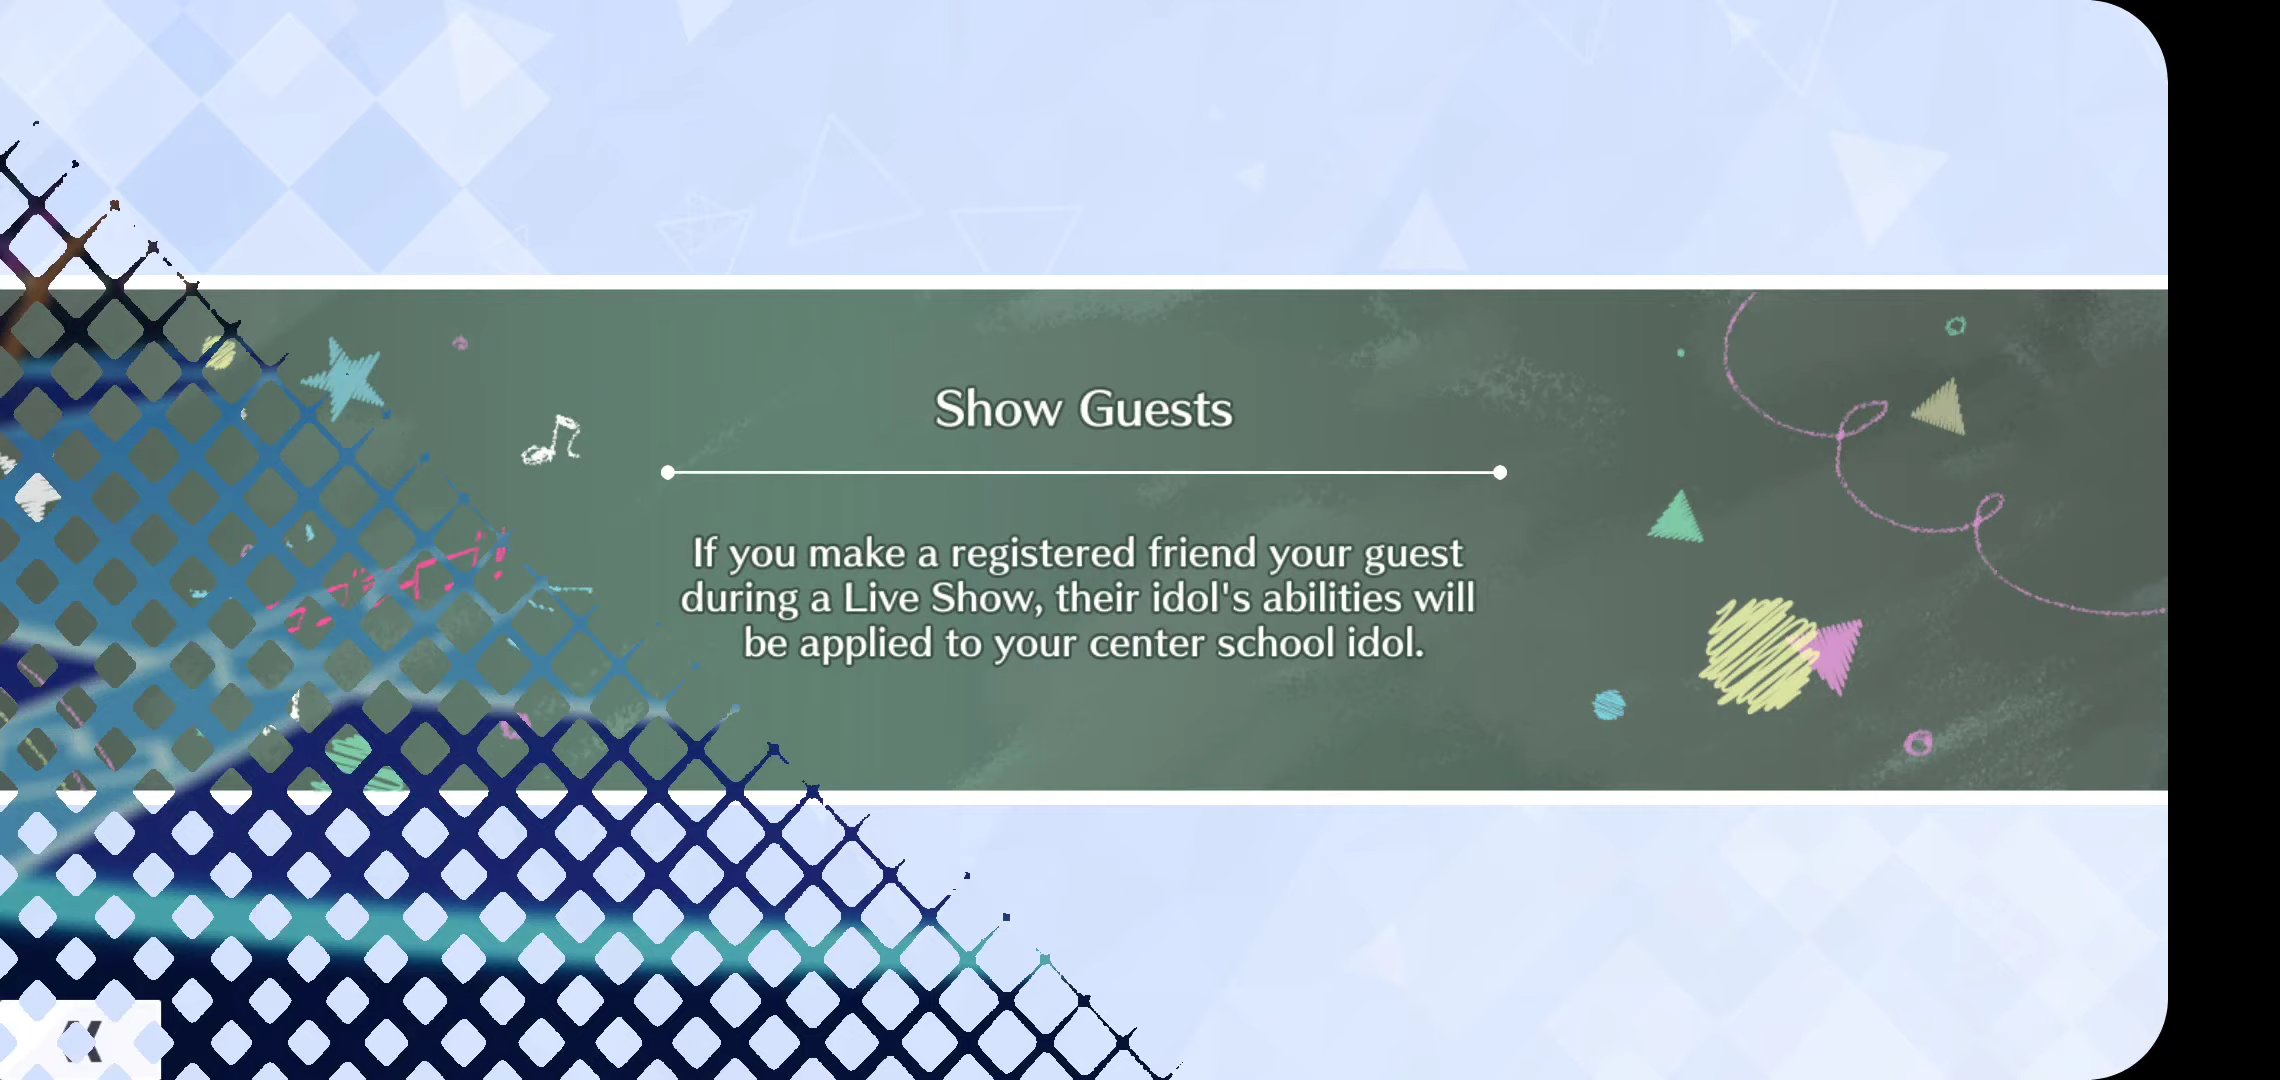 Show Guests
If you make a registered friend your guest
during a Live Show, their idol's abilities will
be applied to your center school idol.